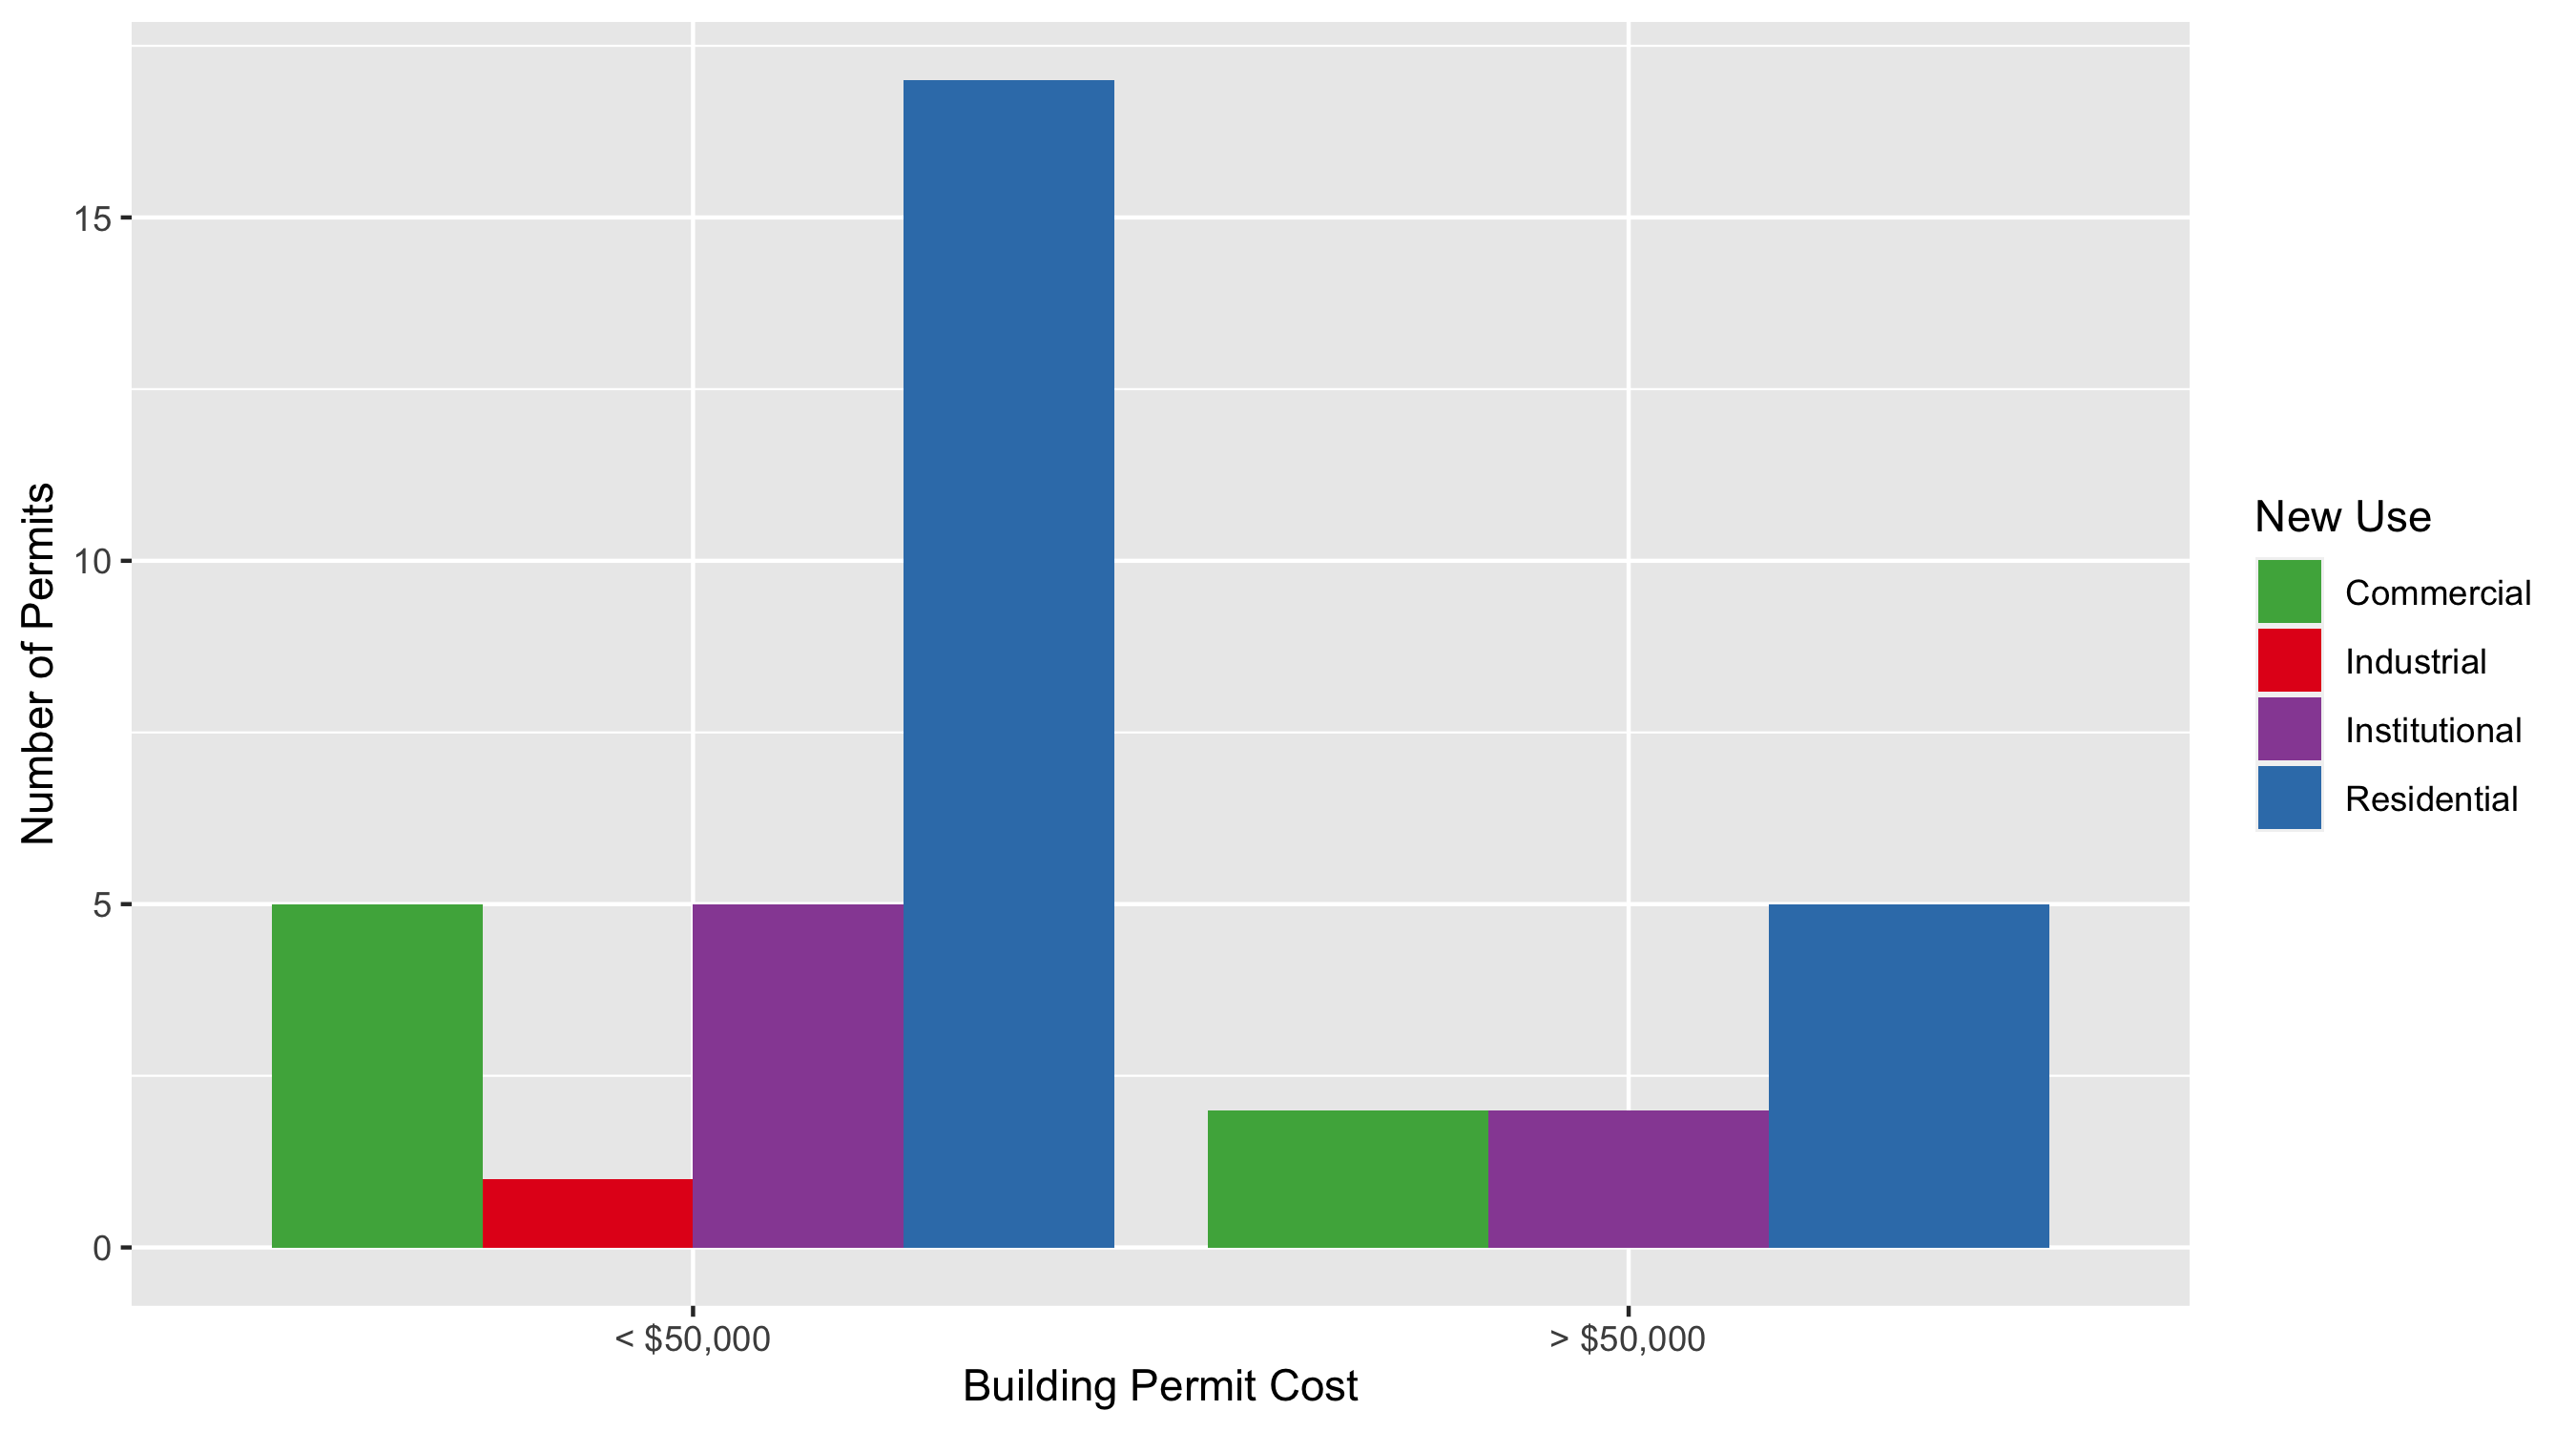 Number of Permits
15
10
5
0
< $50,000
> $50,000
Building Permit Cost
New Use
Commercial
Industrial
Institutional
Residential